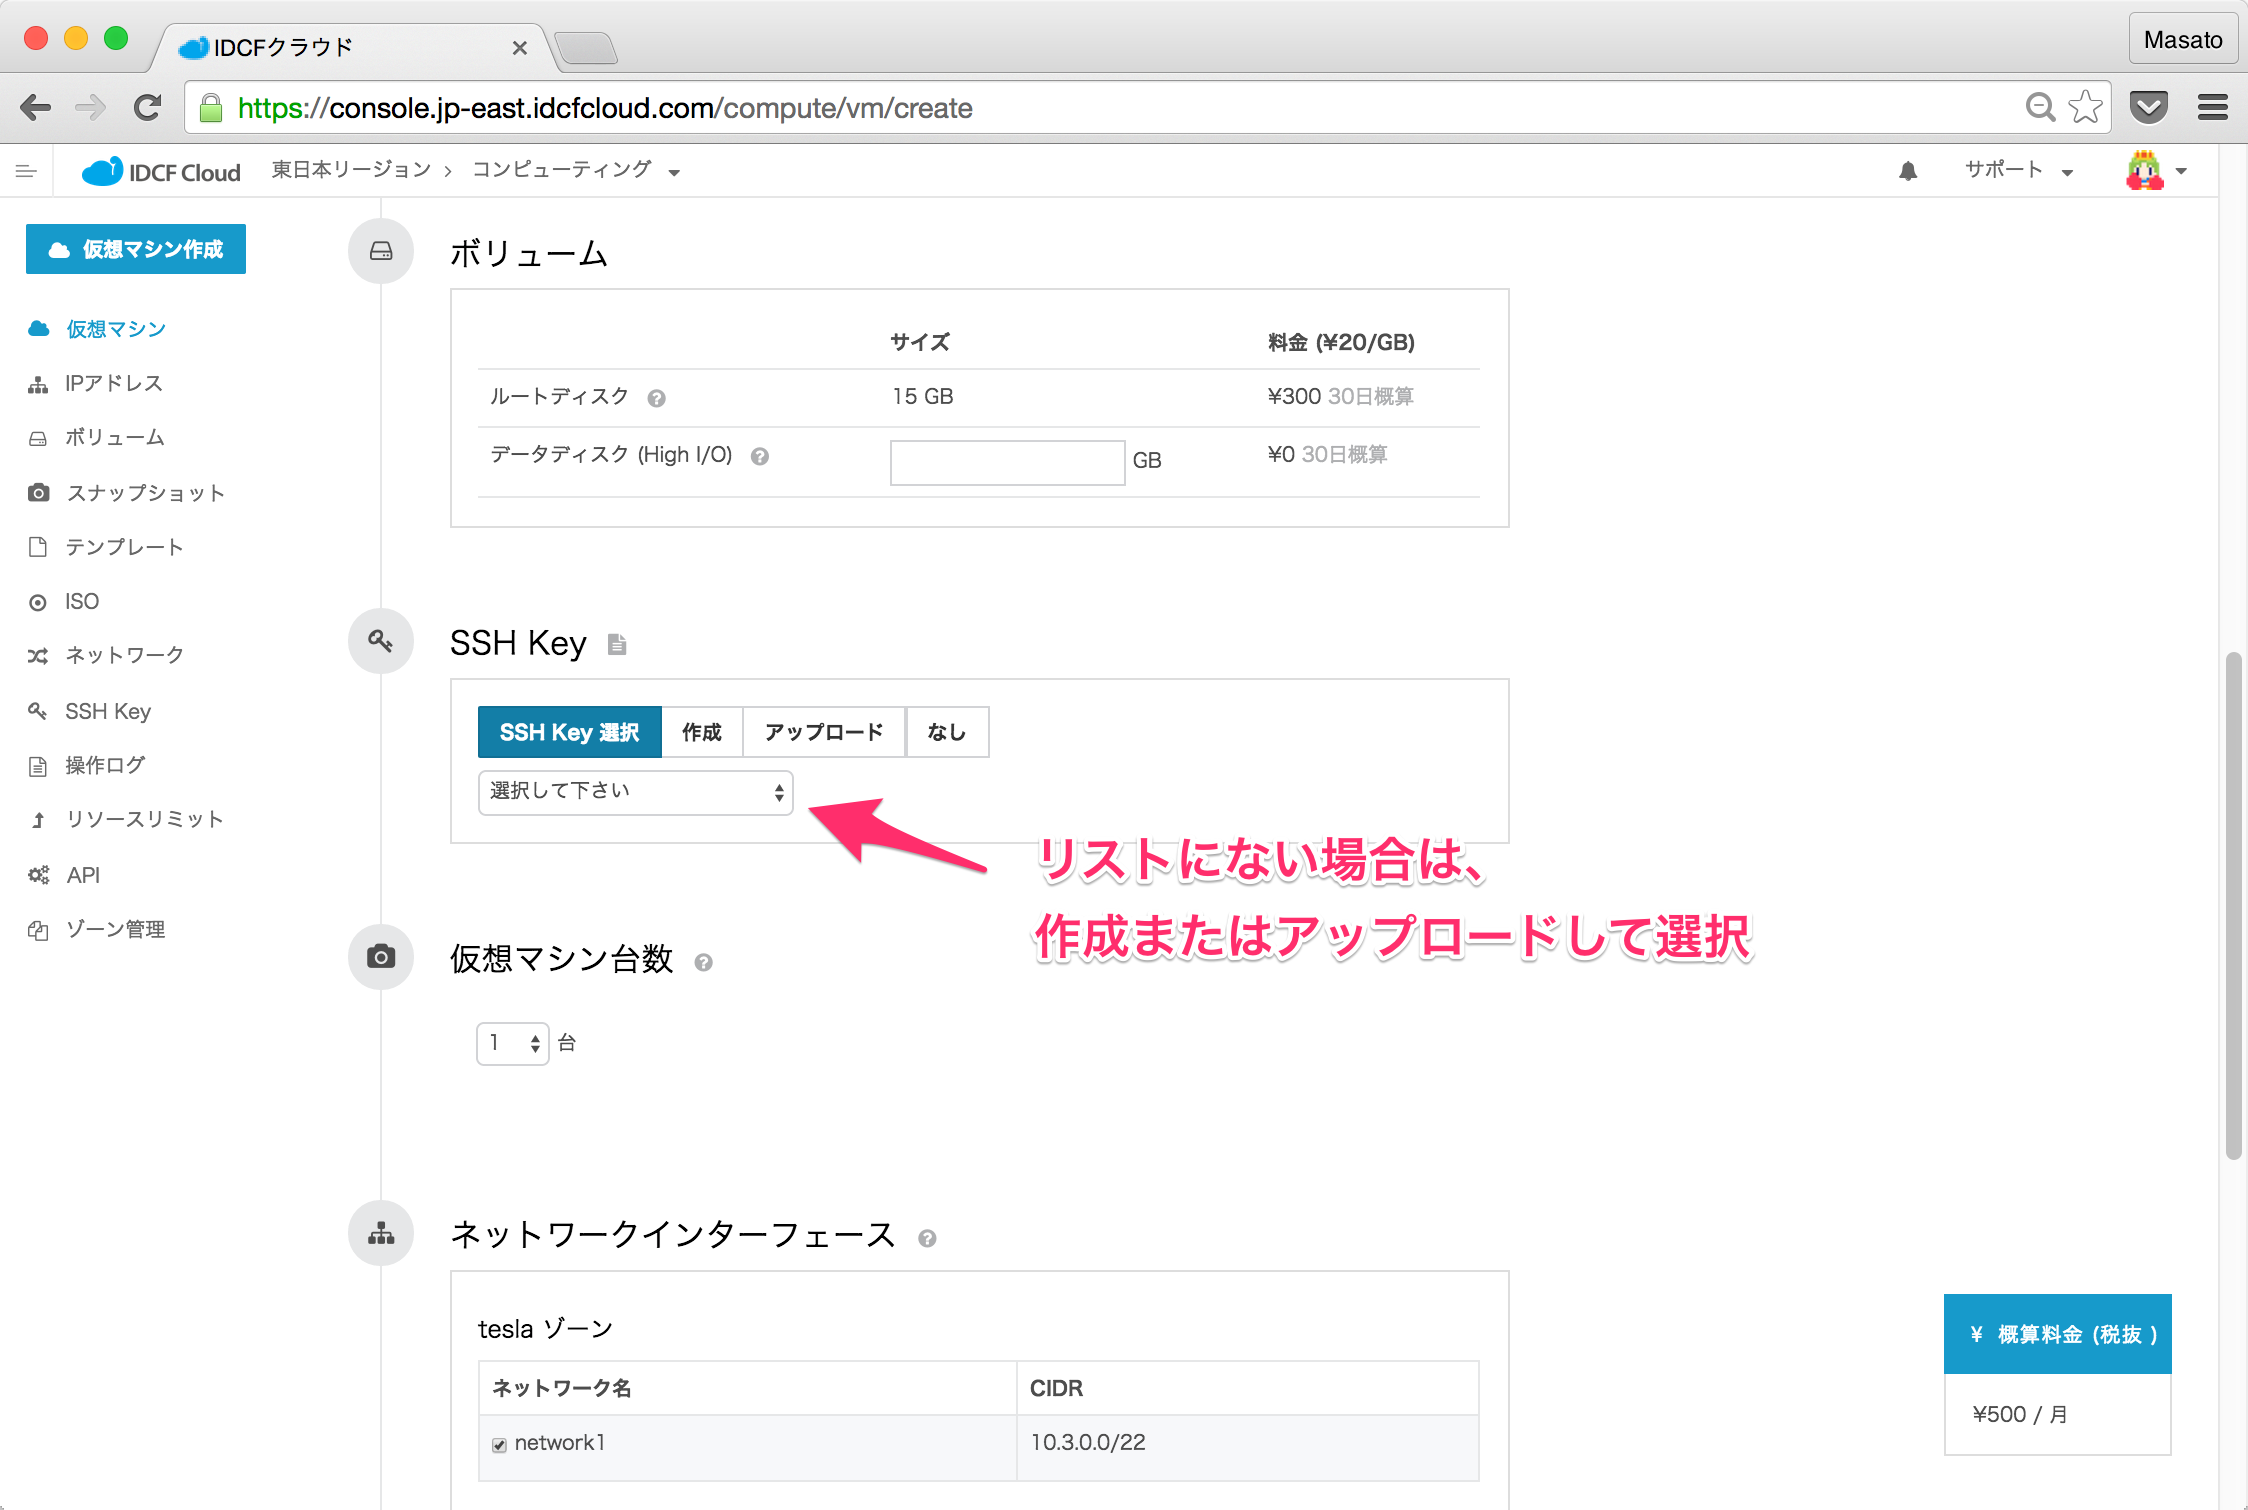 IDCFクラウド
Masato
https://console.jp-east.idcfcloud.com/compute/vm/create
IDCF Cloud 東日本リージョン › コンピューティング
サポート
仮想マシン作成
仮想マシン
IPアドレス
ボリューム
スナップショット
テンプレート
ISO
ネットワーク
SSH Key
操作ログ
リソースリミット
API
ゾーン管理
ボリューム
サイズ 料金 (¥20/GB)
ルートディスク 15 GB ¥300 30日概算
データディスク (High I/O) GB ¥0 30日概算
SSH Key
SSH Key 選択 作成 アップロード なし
選択して下さい
リストにない場合は、
作成またはアップロードして選択
仮想マシン台数
1 台
ネットワークインターフェース
tesla ゾーン
ネットワーク名 CIDR
network1 10.3.0.0/22
¥ 概算料金 (税抜 )
¥500 / 月